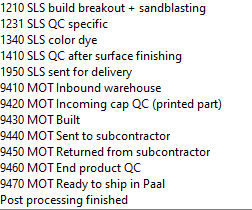 1210 SLS build breakout + sandblasting
1231 SLS QC specific
1340 SLS color dye
1410 SLS QC after surface finishing
1950 SLS sent for delivery
9410 MOT Inbound warehouse
9420 MOT Incoming cap QC (printed part)
9430 MOT Built
9440 MOT Sent to subcontractor
9450 MOT Returned from subcontractor
9460 MOT End product QC
9470 MOT Ready to ship in Paal
Post processing finished